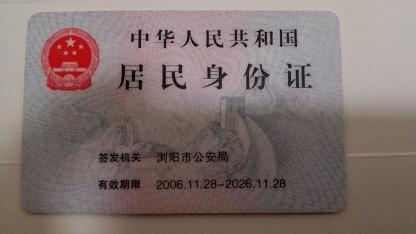 中华人民共和国
居民身份证
签发机关 浏阳市公安局
有效期限 2006.11.28-2026.11.28